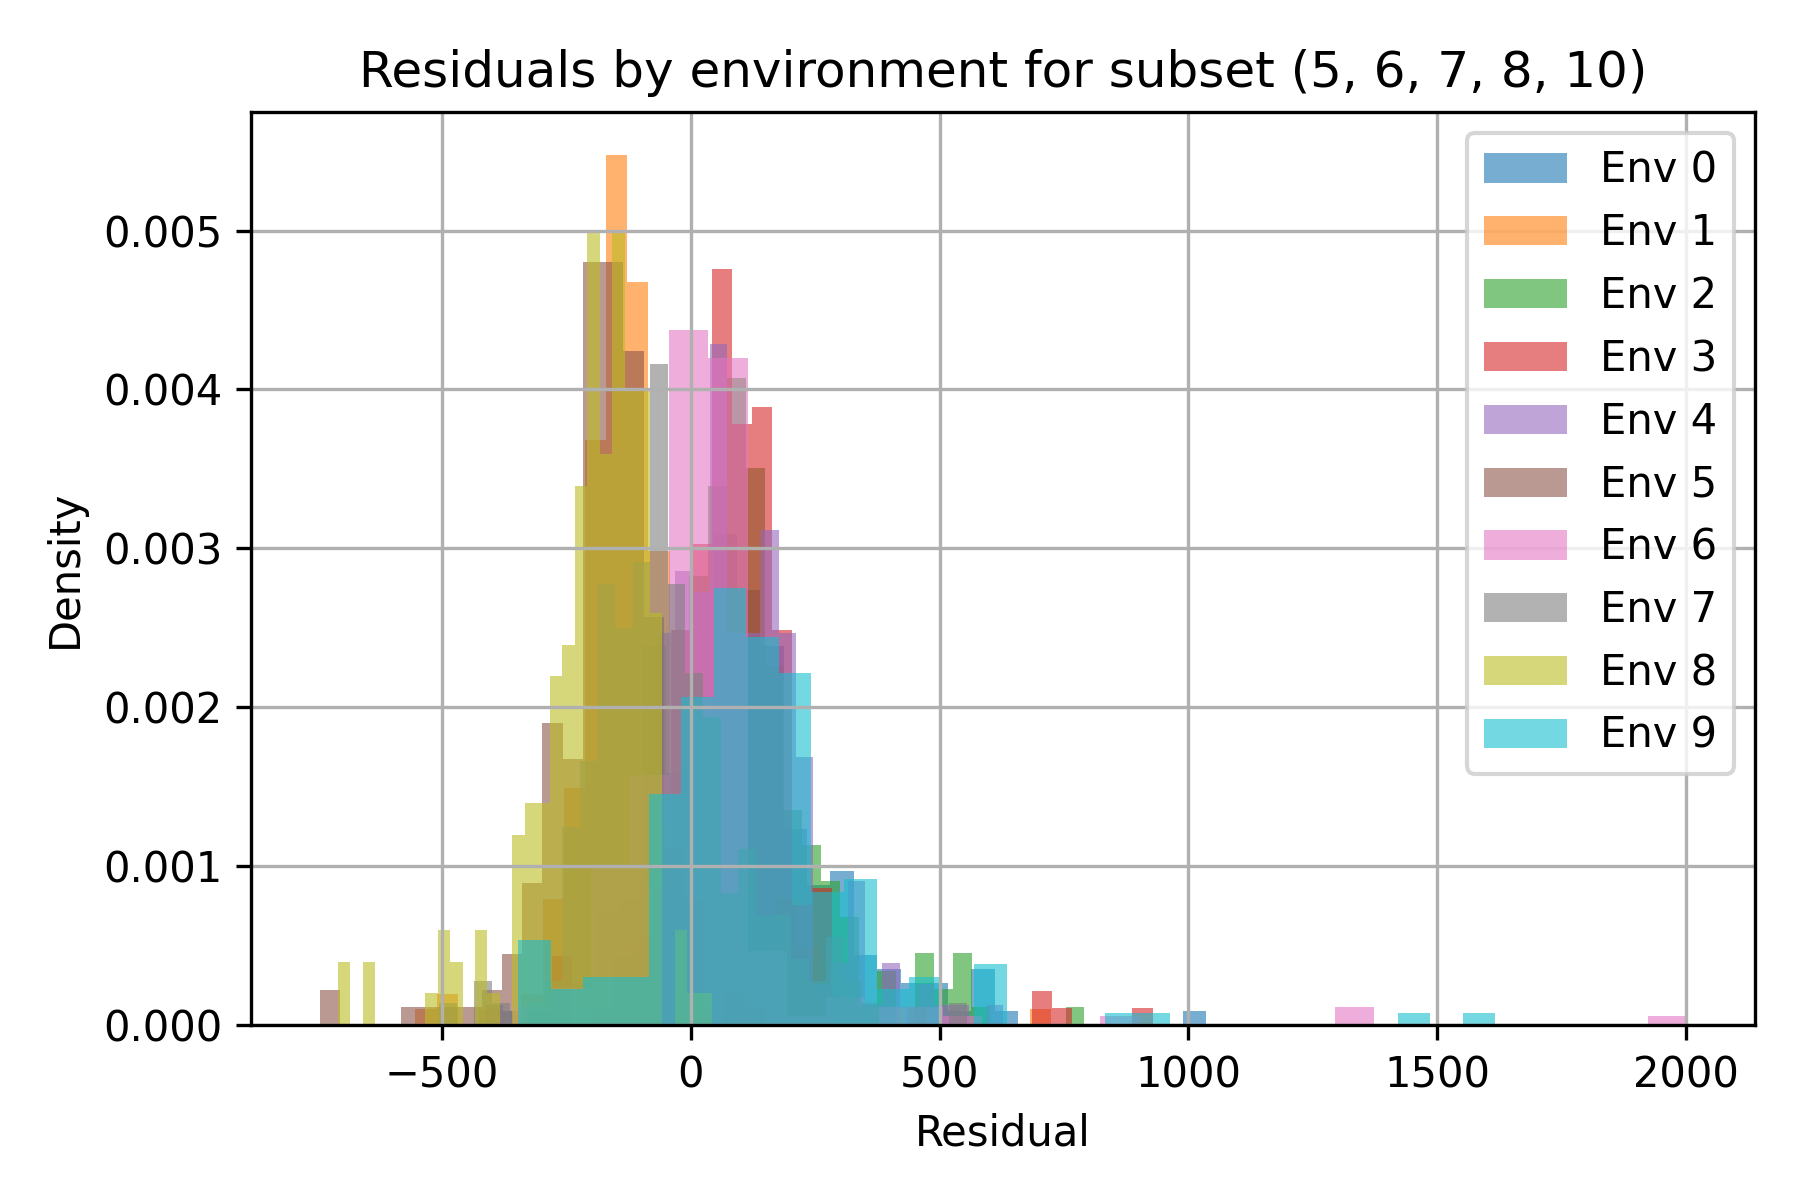 Residuals by environment for subset (5, 6, 7, 8, 10)
Env 0
Env 1
Env 2
Env 3
Env 4
Env 5
Env 6
Env 7
Env 8
Env 9
Density
0.005
0.004
0.003
0.002
0.001
0.000
−500 0 500 1000 1500 2000
Residual